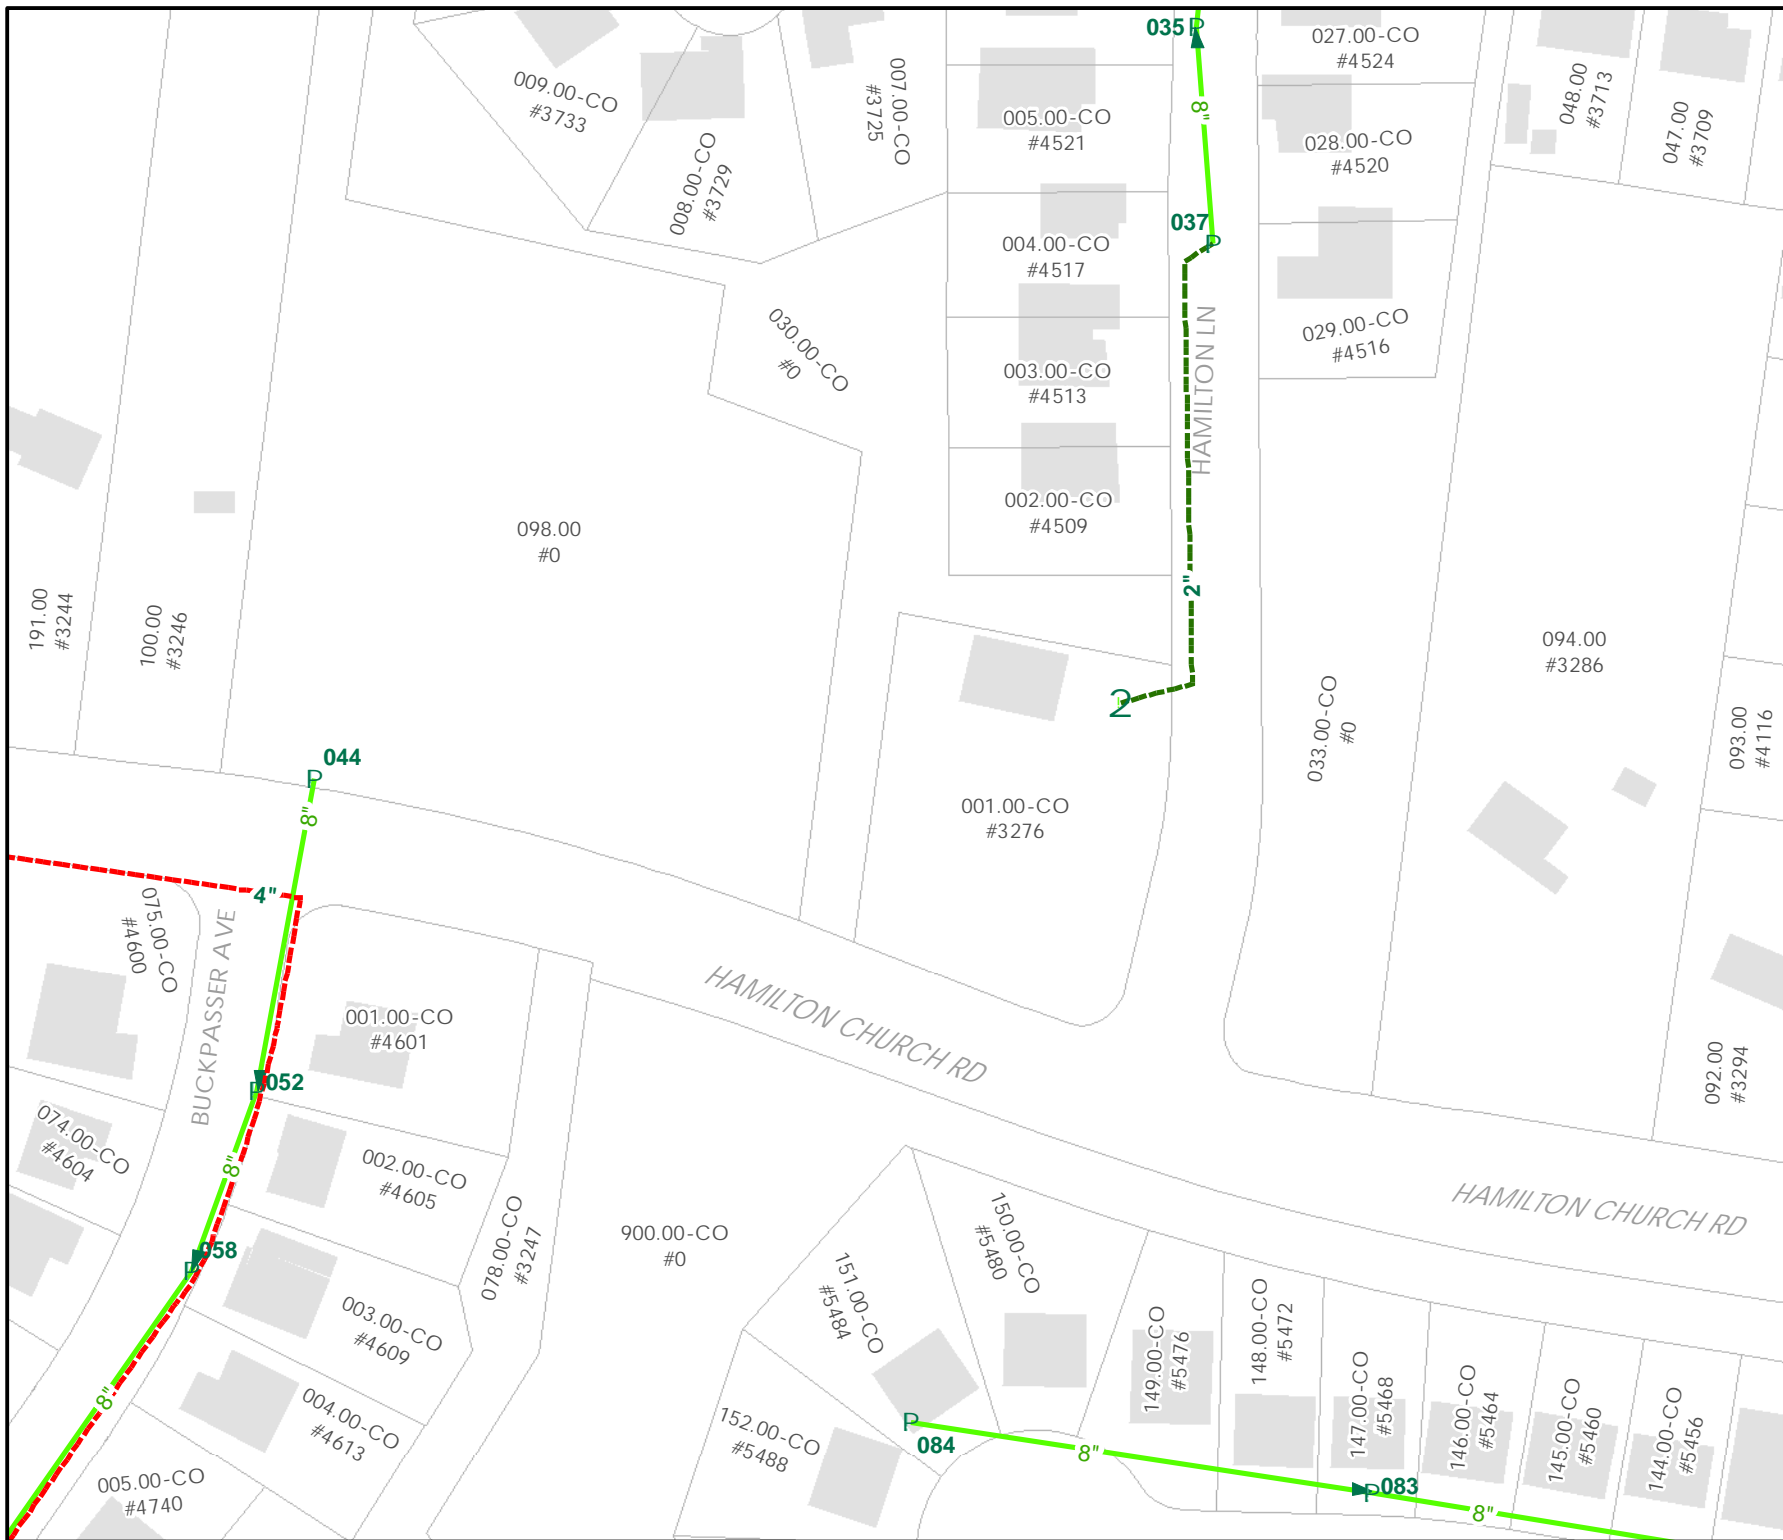 035 P
027.00-CO
#4524
009.00-CO
#3733
007.00-CO
#3725
008.00-CO
#3729
005.00-CO
#4521
8"
028.00-CO
#4520
048.00
#3713
047.00
#3709
037
P
004.00-CO
#4517
030.00-CO
#0
003.00-CO
#4513
HAMILTON LN
029.00-CO
#4516
002.00-CO
#4509
098.00
#0
2"
191.00
#3244
100.00
#3246
094.00
#3286
2
033.00-CO
#0
093.00
#4116
044
P
8"
001.00-CO
#3276
4"
075.00-CO
#4600
BUCKPASSER AVE
001.00-CO
#4601
HAMILTON CHURCH RD
052
P
092.00
#3294
074.00-CO
#4604
8"
002.00-CO
#4605
HAMILTON CHURCH RD
058
P
078.00-CO
#3247
900.00-CO
#0
150.00-CO
#5480
151.00-CO
#5484
003.00-CO
#4609
149.00-CO
#5476
148.00-CO
#5472
147.00-CO
#5468
146.00-CO
#5464
145.00-CO
#5460
144.00-CO
#5456
8"
004.00-CO
#4613
152.00-CO
#5488
P
084
8"
P
083
8"
005.00-CO
#4740